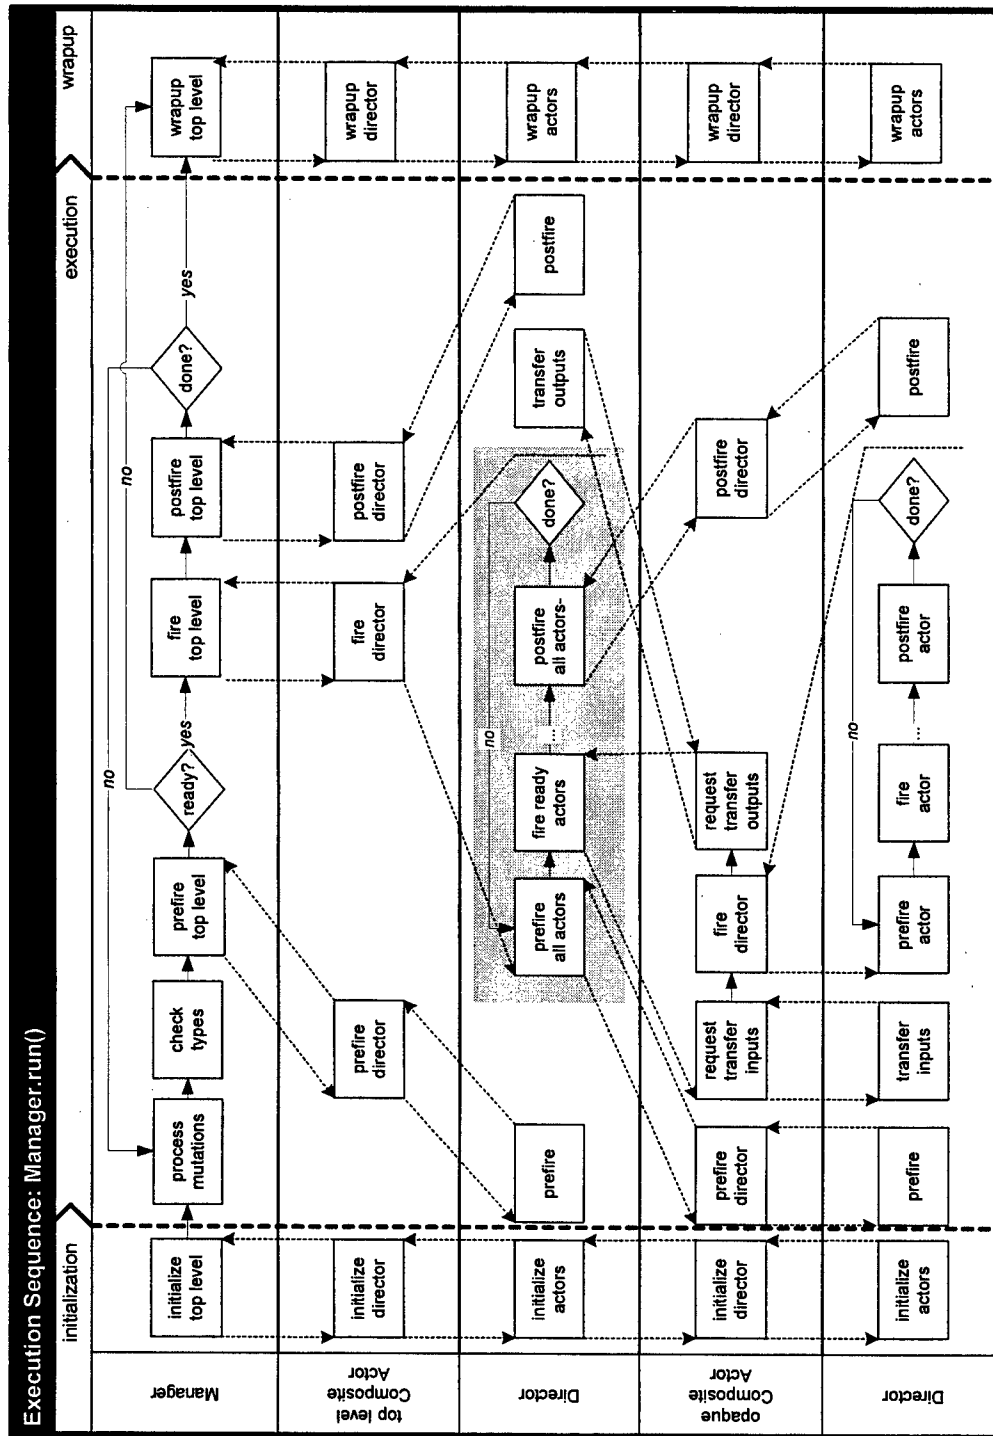 Execution Sequence: Manager.run()
initialization
execution
wrapup
Manager
initialize
top level
process
mutations
check
types
prefire
top level
ready?
yes
no
fire
top level
postfire
top level
done?
yes
no
wrapup
top level
top level
Composite
Actor
initialize
director
prefire
director
fire
director
postfire
director
wrapup
director
Director
initialize
actors
prefire
prefire
all actors
fire ready
actors
....
postfire
all actors-
done?
no
transfer
outputs
postfire
wrapup
actors
opaque
Composite
Actor
initialize
director
prefire
director
request
transfer
inputs
fire
director
request
transfer
outputs
postfire
director
wrapup
director
Director
initialize
actors
prefire
transfer
inputs
prefire
actor
fire
actor
...
postfire
actor
done?
no
postfire
wrapup
actors